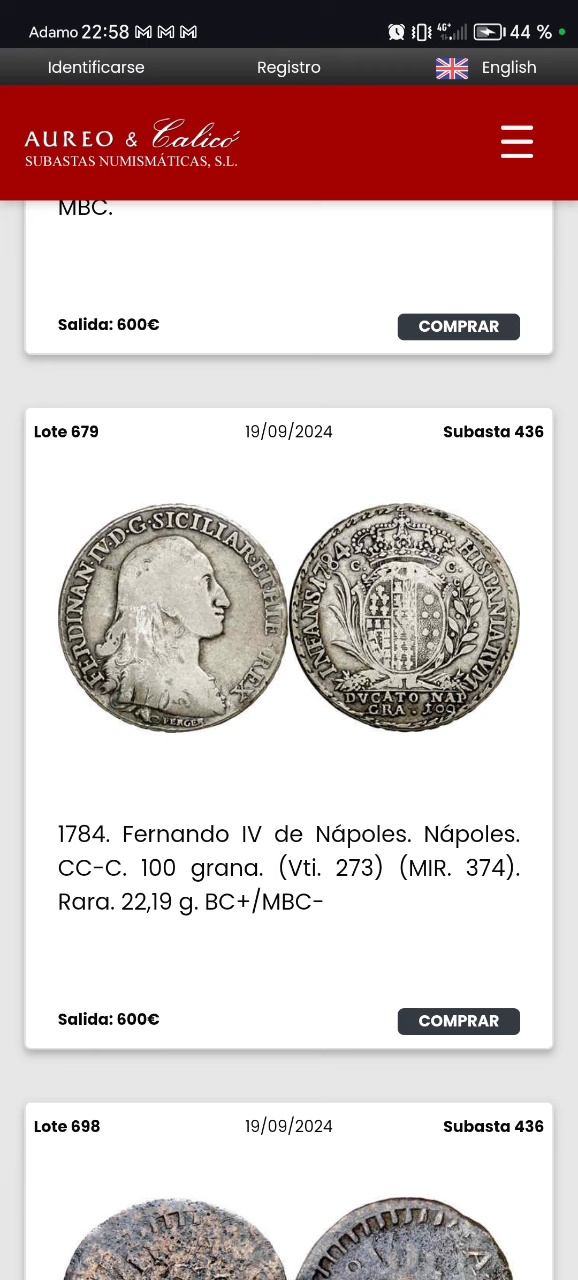 Adamo 22:58
4G+ 44 %
Identificarse Registro English
AUREO & Calicó
SUBASTAS NUMISMÁTICAS, S.L.
MBC.
Salida: 600€ COMPRAR
Lote 679 19/09/2024 Subasta 436
FERDINAN·IV·D·G·SICILIAR·ET·HIE·REX
BERGER
INFANS 1784 HISPANIARUM
C. C.
C.
DVCATO NAP
GRA·100
1784. Fernando IV de Nápoles. Nápoles.
CC-C. 100 grana. (Vti. 273) (MIR. 374).
Rara. 22,19 g. BC+/MBC-
Salida: 600€ COMPRAR
Lote 698 19/09/2024 Subasta 436